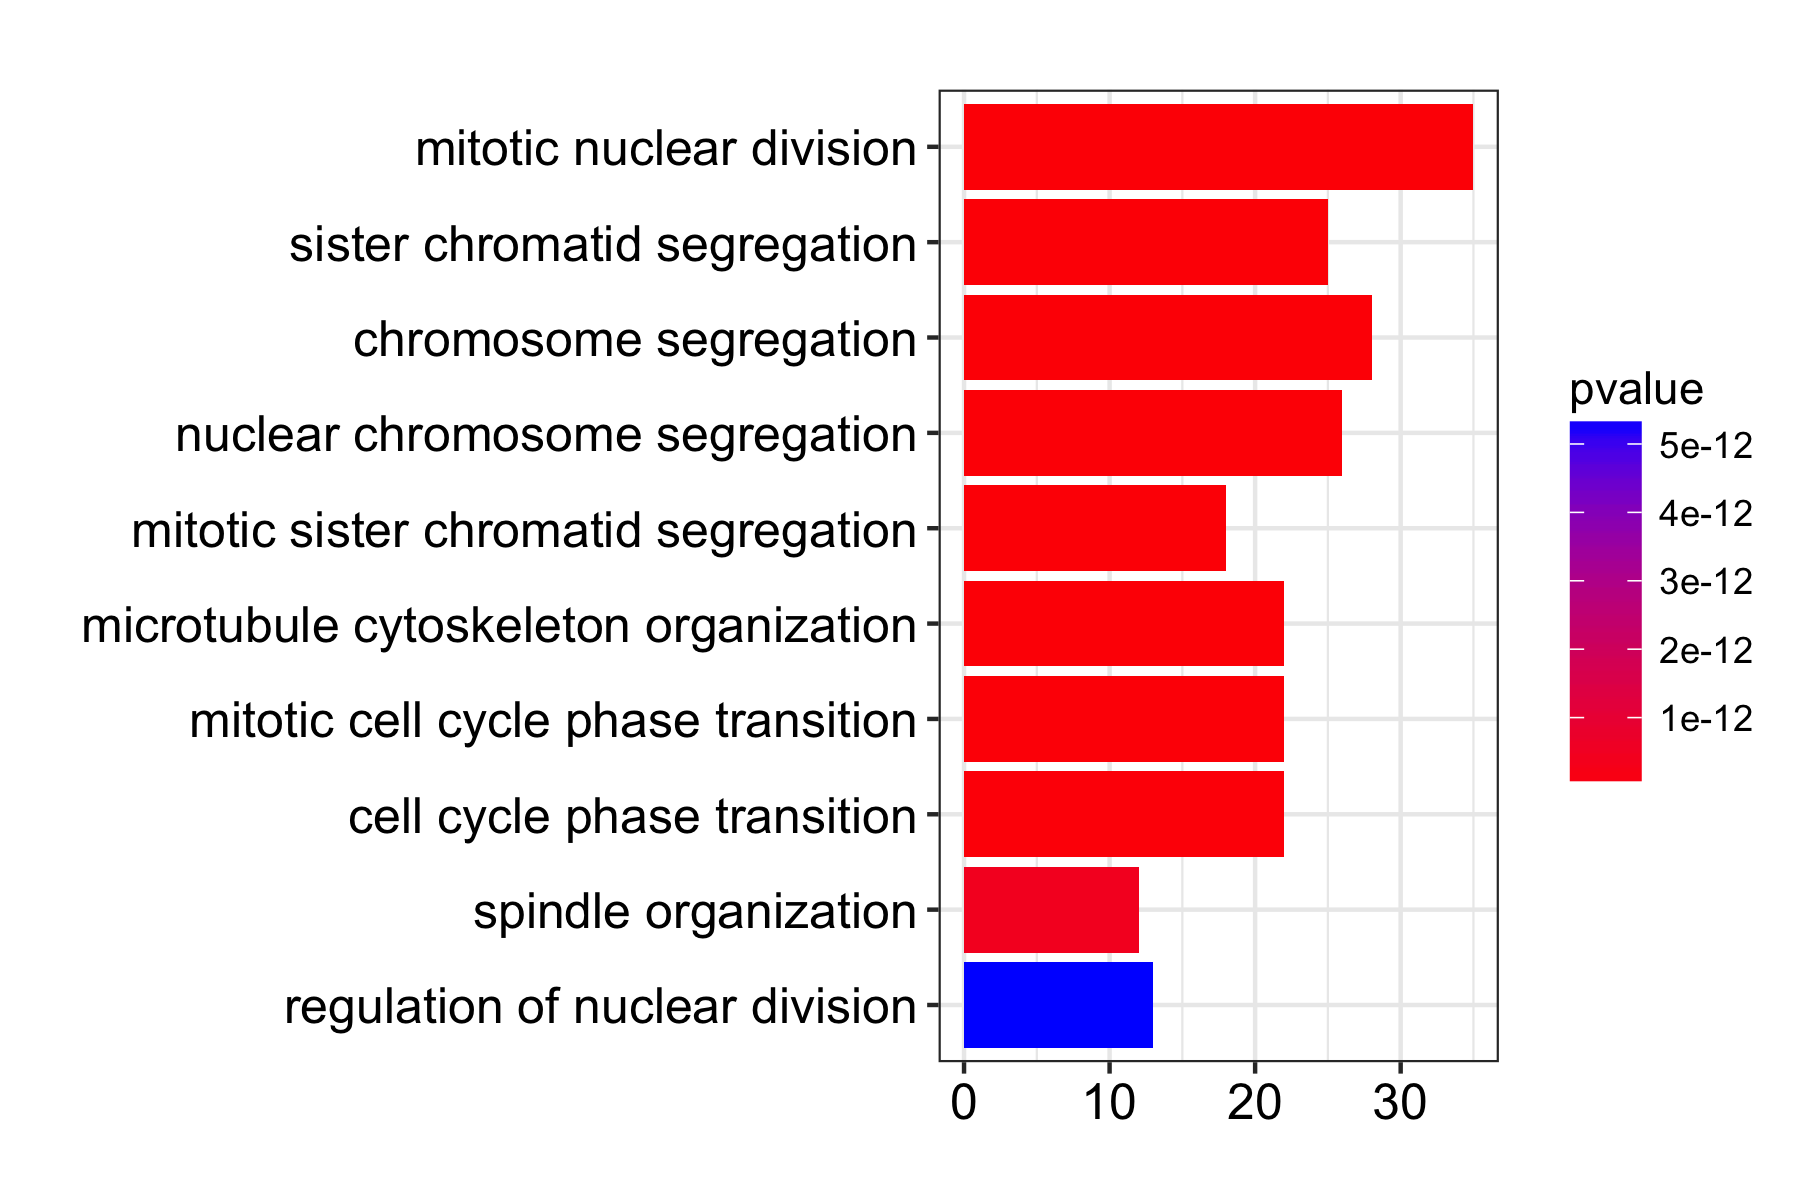 mitotic nuclear division
sister chromatid segregation
chromosome segregation
nuclear chromosome segregation
mitotic sister chromatid segregation
microtubule cytoskeleton organization
mitotic cell cycle phase transition
cell cycle phase transition
spindle organization
regulation of nuclear division
0 10 20 30
pvalue
5e-12
4e-12
3e-12
2e-12
1e-12